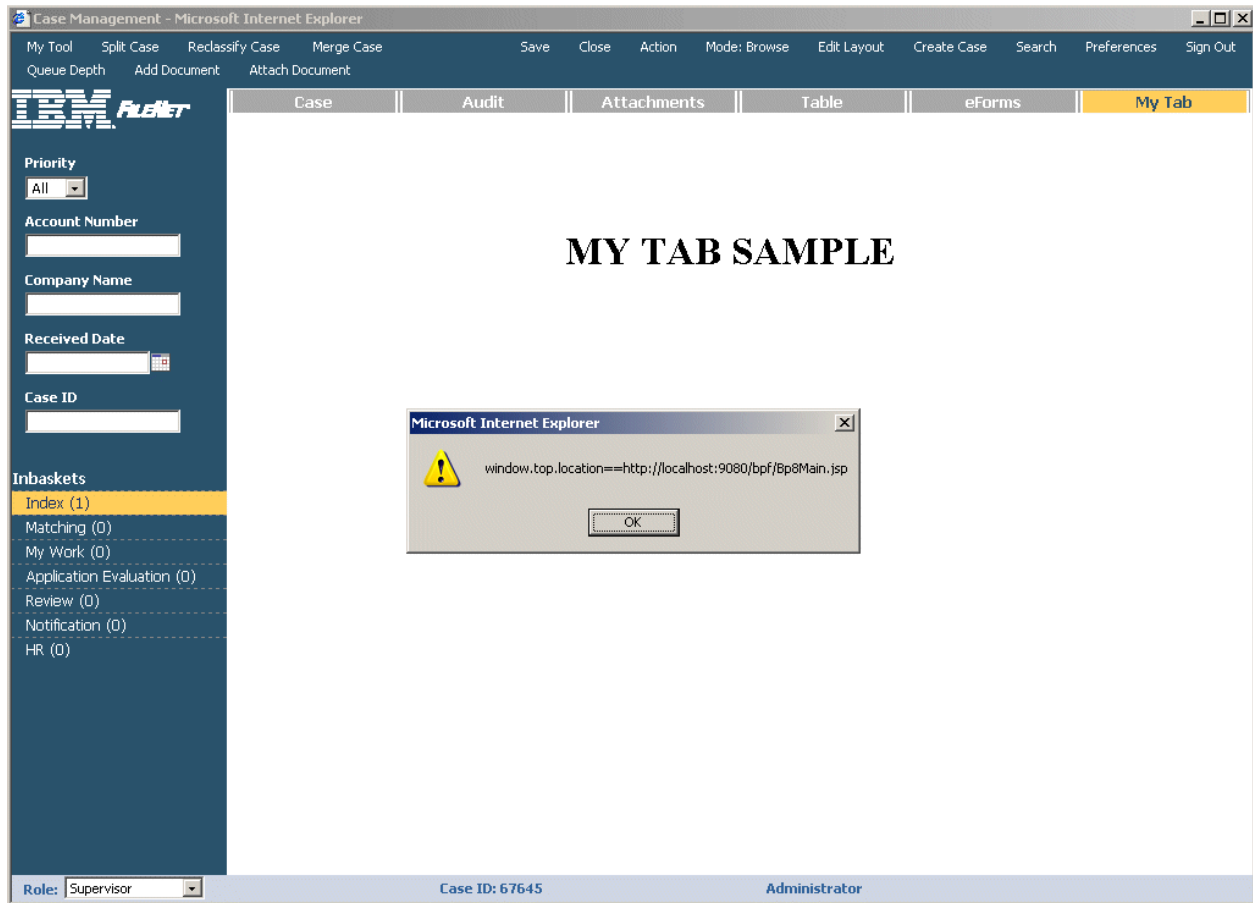 Case Management - Microsoft Internet Explorer
My Tool Split Case Reclassify Case Merge Case Save Close Action Mode: Browse Edit Layout Create Case Search Preferences Sign Out
Queue Depth Add Document Attach Document
IBM FileNet
Case Audit Attachments Table eForms My Tab
Priority
All
Account Number
Company Name
Received Date
Case ID
MY TAB SAMPLE
Microsoft Internet Explorer
window.top.location==http://localhost:9080/bpf/Bp8Main.jsp
OK
Inbaskets
Index (1)
Matching (0)
My Work (0)
Application Evaluation (0)
Review (0)
Notification (0)
HR (0)
Role: Supervisor Case ID: 67645 Administrator